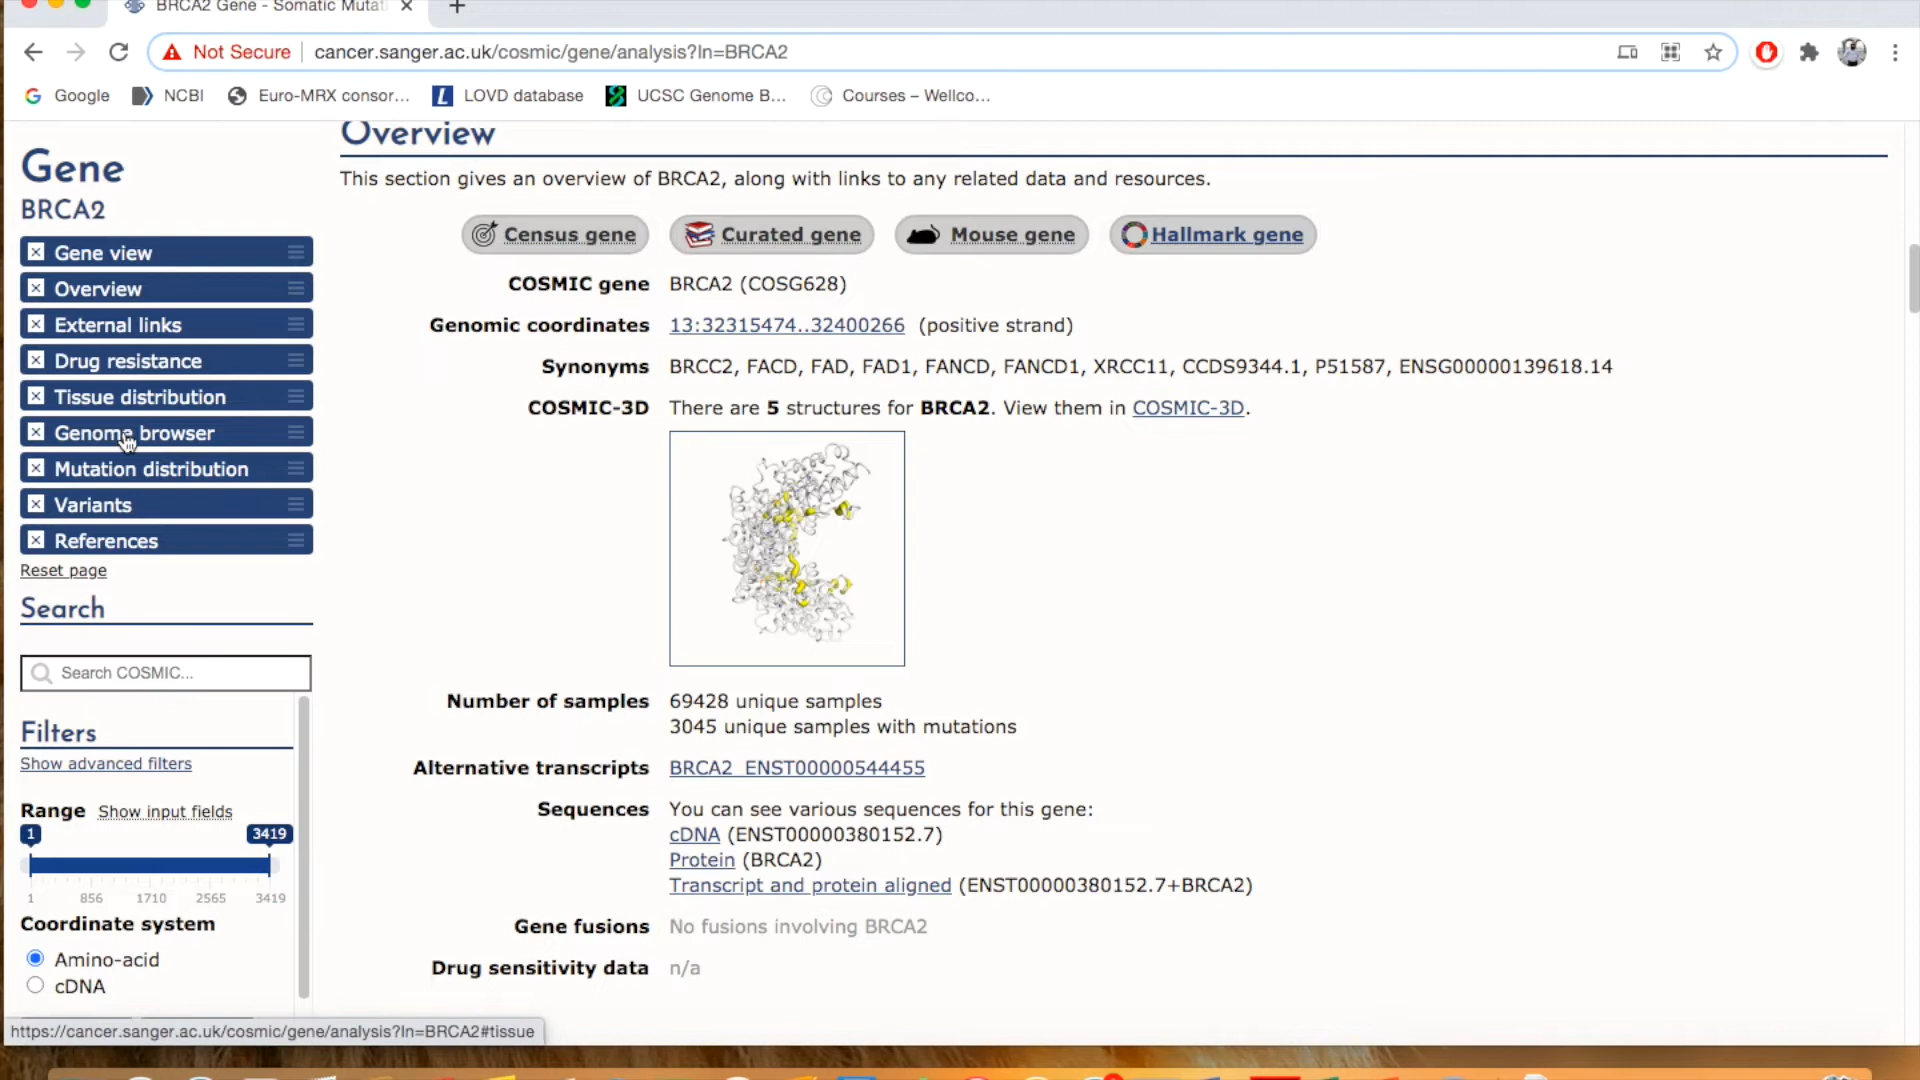 BRCA2 Gene - Somatic Mutat
Not Secure cancer.sanger.ac.uk/cosmic/gene/analysis?ln=BRCA2
Google NCBI Euro-MRX consor... LOVD database UCSC Genome B... Courses – Wellco...
Overview
This section gives an overview of BRCA2, along with links to any related data and resources.
Census gene Curated gene Mouse gene Hallmark gene
COSMIC gene BRCA2 (COSG628)
Genomic coordinates 13:32315474..32400266 (positive strand)
Synonyms BRCC2, FACD, FAD, FAD1, FANCD, FANCD1, XRCC11, CCDS9344.1, P51587, ENSG00000139618.14
COSMIC-3D There are 5 structures for BRCA2. View them in COSMIC-3D.
Number of samples 69428 unique samples
3045 unique samples with mutations
Alternative transcripts BRCA2_ENST00000544455
Sequences You can see various sequences for this gene:
cDNA (ENST00000380152.7)
Protein (BRCA2)
Transcript and protein aligned (ENST00000380152.7+BRCA2)
Gene fusions No fusions involving BRCA2
Drug sensitivity data n/a
Gene
BRCA2
Gene view
Overview
External links
Drug resistance
Tissue distribution
Genome browser
Mutation distribution
Variants
References
Reset page
Search
Search COSMIC...
Filters
Show advanced filters
Range Show input fields
1 3419
1 856 1710 2565 3419
Coordinate system
Amino-acid
cDNA
https://cancer.sanger.ac.uk/cosmic/gene/analysis?ln=BRCA2#tissue